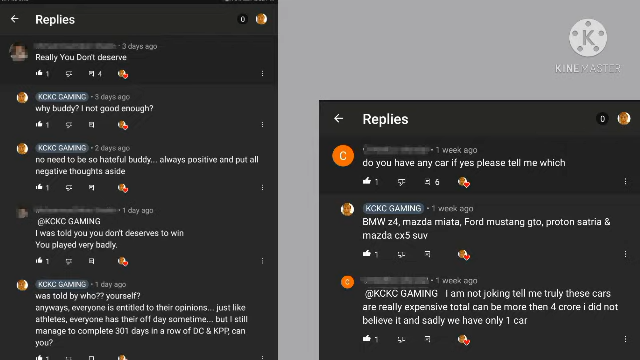 Replies
0
• 3 days ago
Really You Don't deserve
1
4
KCKC GAMING • 3 days ago
why buddy? I not good enough?
1
KCKC GAMING • 2 days ago
no need to be so hateful buddy... always positive and put all
negative thoughts aside
1
• 1 day ago
@KCKC GAMING
I was told you you don't deserves to win
You played very badly.
1
KCKC GAMING • 1 day ago
was told by who?? yourself?
anyways, everyone is entitled to their opinions... just like
athletes, everyone has their off day sometime... but I still
manage to complete 301 days in a row of DC & KPP, can
you?
1
K
KINEMASTER
Replies
0
C
• 1 week ago
do you have any car if yes please tell me which
1
6
KCKC GAMING • 1 week ago
BMW z4, mazda miata, Ford mustang gto, proton satria &
mazda cx5 suv
1
C
• 1 week ago
@KCKC GAMING I am not joking tell me truly these cars
are really expensive total can be more then 4 crore i did not
believe it and sadly we have only 1 car
1